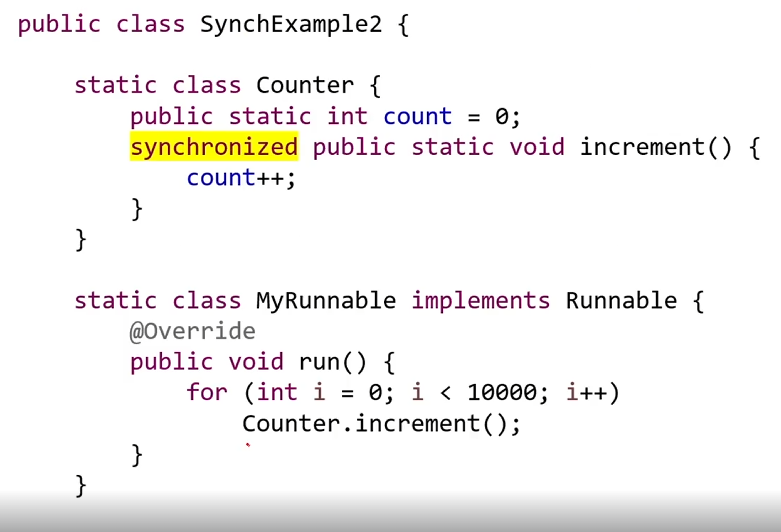 public class SynchExample2 {
static class Counter {
public static int count = 0;
synchronized public static void increment() {
count++;
}
}
static class MyRunnable implements Runnable {
@Override
public void run() {
for (int i = 0; i < 10000; i++)
Counter.increment();
}
}